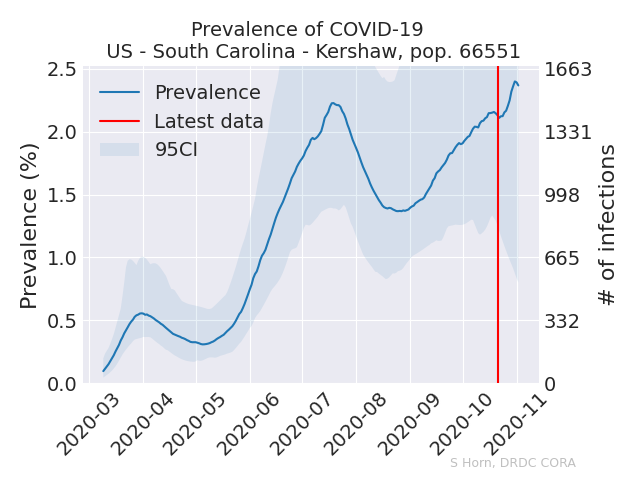 Prevalence of COVID-19
US - South Carolina - Kershaw, pop. 66551
2.5
2.0
1.5
1.0
0.5
0.0
Prevalence (%)
Prevalence
Latest data
95CI
1663
1331
998
665
332
0
# of infections
2020-03
2020-04
2020-05
2020-06
2020-07
2020-08
2020-09
2020-10
2020-11
S Horn, DRDC CORA